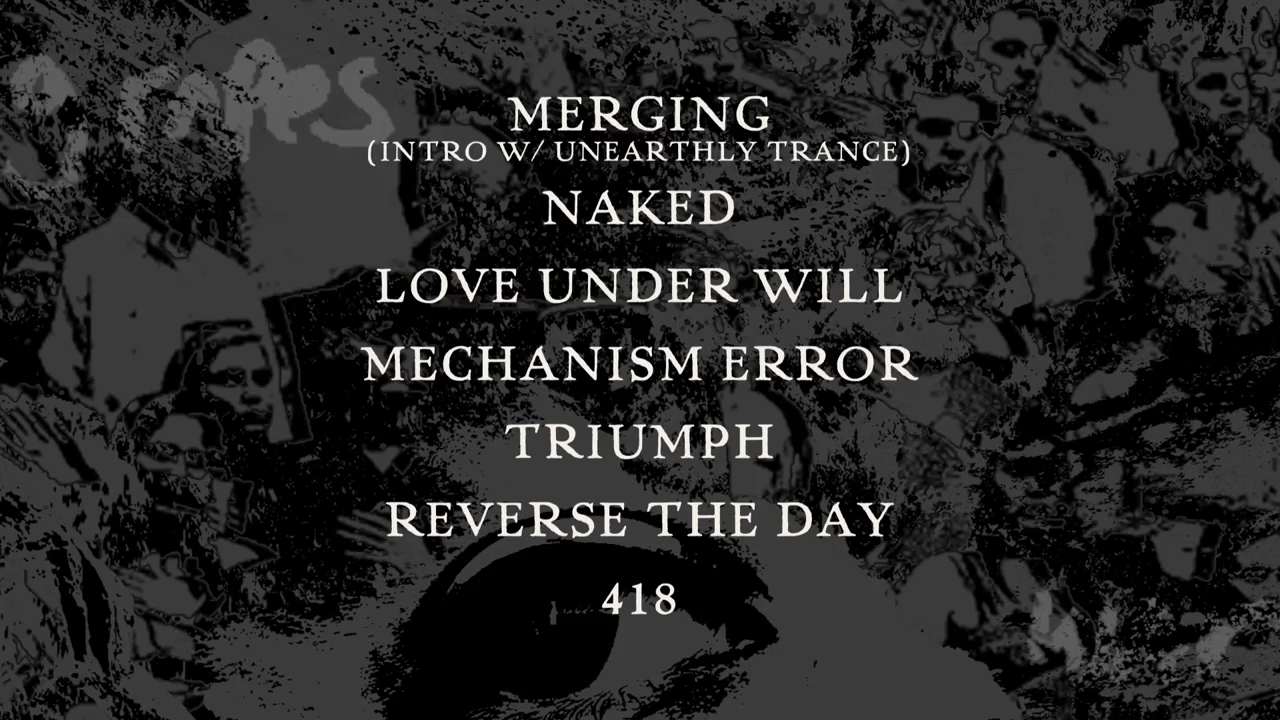 MERGING
(INTRO W/ UNEARTHLY TRANCE)
NAKED
LOVE UNDER WILL
MECHANISM ERROR
TRIUMPH
REVERSE THE DAY
418